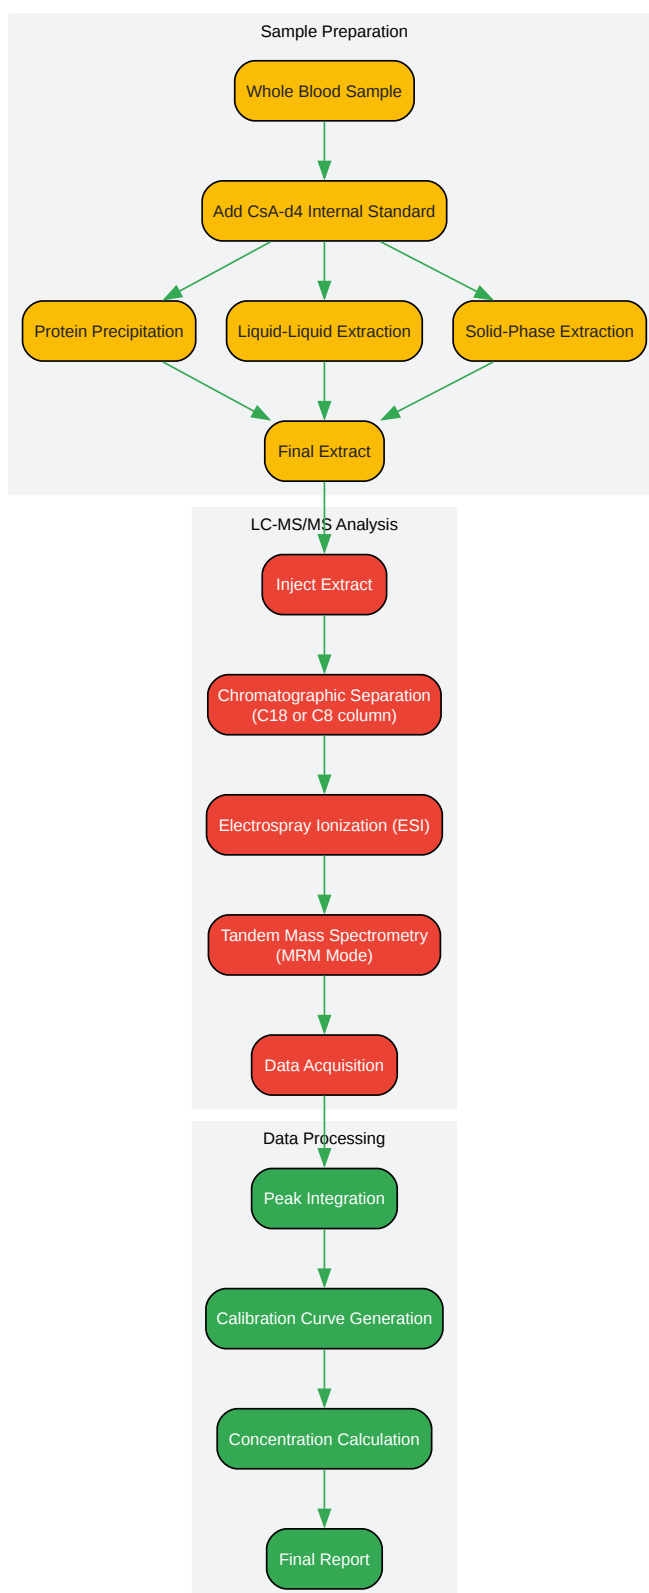 Sample Preparation
Whole Blood Sample
Add CsA-d4 Internal Standard
Protein Precipitation
Liquid-Liquid Extraction
Solid-Phase Extraction
Final Extract
LC-MS/MS Analysis
Inject Extract
Chromatographic Separation
(C18 or C8 column)
Electrospray Ionization (ESI)
Tandem Mass Spectrometry
(MRM Mode)
Data Acquisition
Data Processing
Peak Integration
Calibration Curve Generation
Concentration Calculation
Final Report